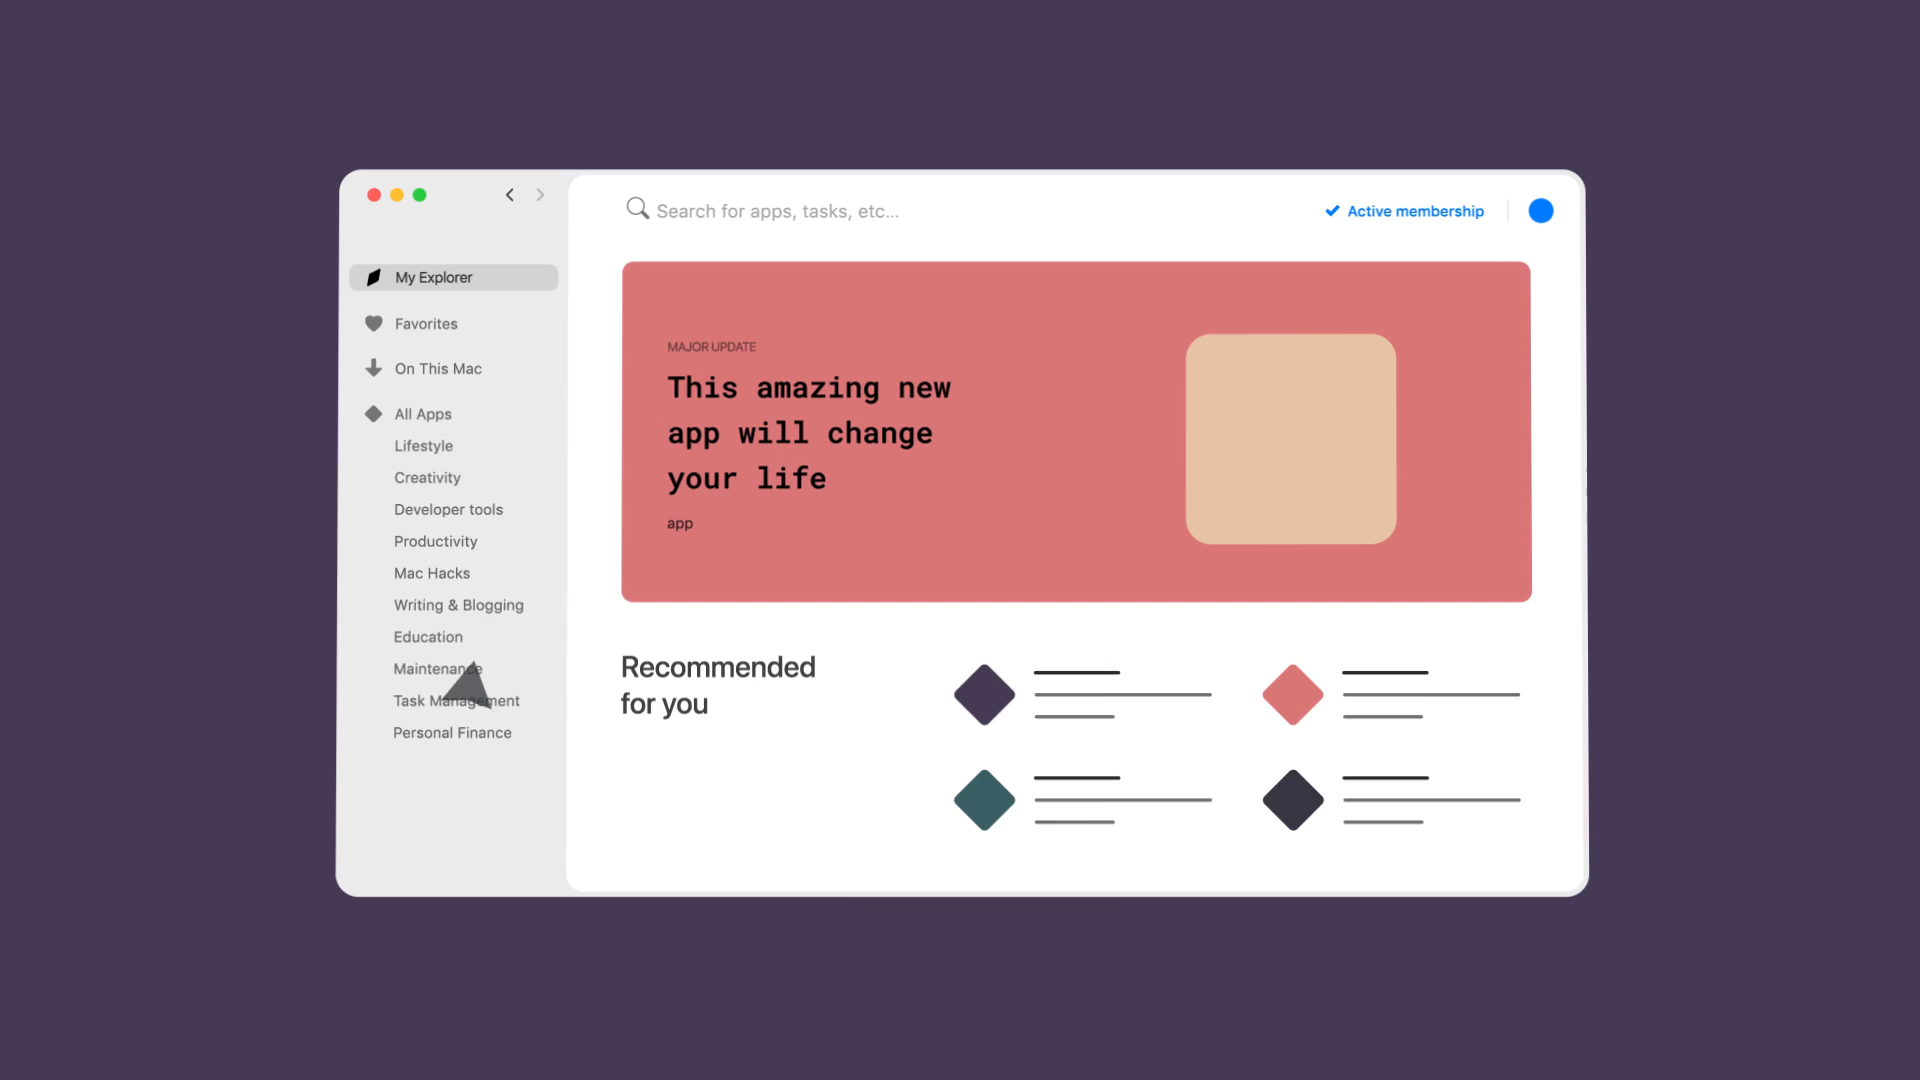 Search for apps, tasks, etc...
Active membership
My Explorer
Favorites
On This Mac
All Apps
Lifestyle
Creativity
Developer tools
Productivity
Mac Hacks
Writing & Blogging
Education
Maintenance
Task Management
Personal Finance
MAJOR UPDATE
This amazing new
app will change
your life
app
Recommended
for you